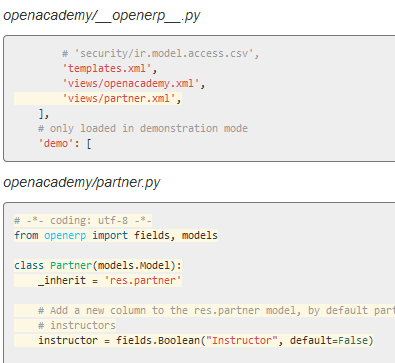 openacademy/__openerp__.py
# 'security/ir.model.access.csv',
'templates.xml',
'views/openacademy.xml',
'views/partner.xml',
],
# only loaded in demonstration mode
'demo': [
openacademy/partner.py
# -*- coding: utf-8 -*-
from openerp import fields, models
class Partner(models.Model):
_inherit = 'res.partner'
# Add a new column to the res.partner model, by default part
# instructors
instructor = fields.Boolean("Instructor", default=False)